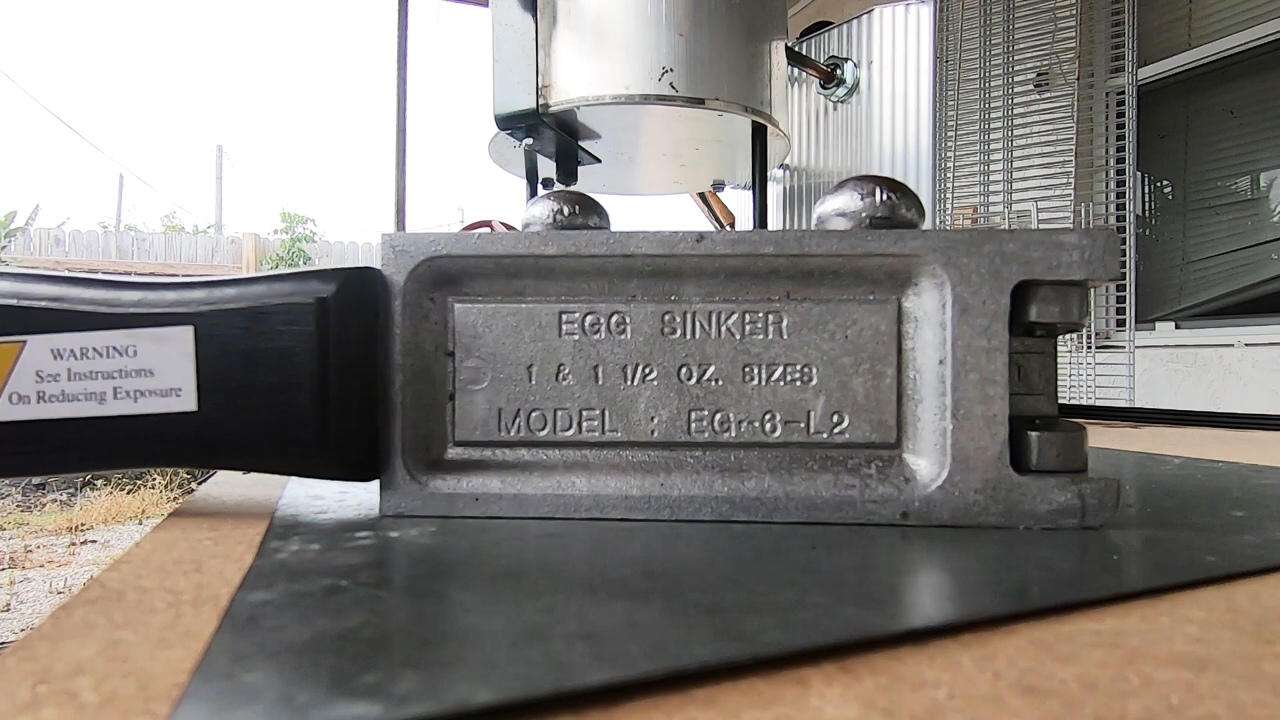 WARNING
See Instructions
On Reducing Exposure
EGG SINKER
1 & 1 1/2 OZ. SIZES
MODEL : EG-6-L2